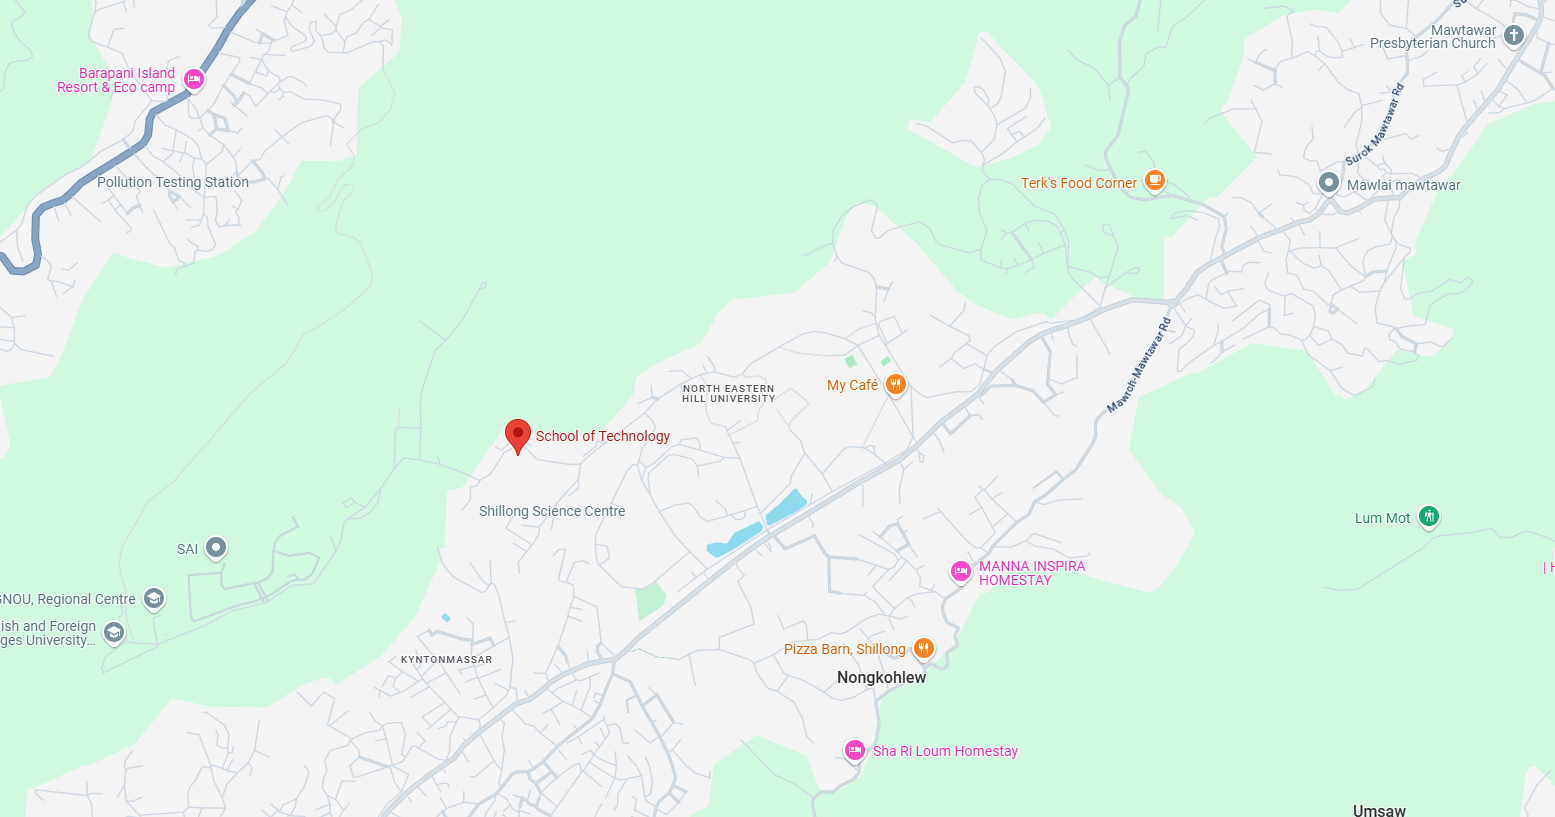 Su
Mawtawar
Presbyterian Church
Barapani Island
Resort & Eco camp
Surok Mawtawar Rd
Pollution Testing Station
Terk's Food Corner
Mawlai mawtawar
Mawroh-Mawtawar Rd
NORTH EASTERN
HILL UNIVERSITY
My Café
School of Technology
Shillong Science Centre
Lum Mot
SAI
MANNA INSPIRA
HOMESTAY
| H
GNOU, Regional Centre
ish and Foreign
ges University...
KYNTONMASSAR
Pizza Barn, Shillong
Nongkohlew
Sha Ri Loum Homestay
Umsaw